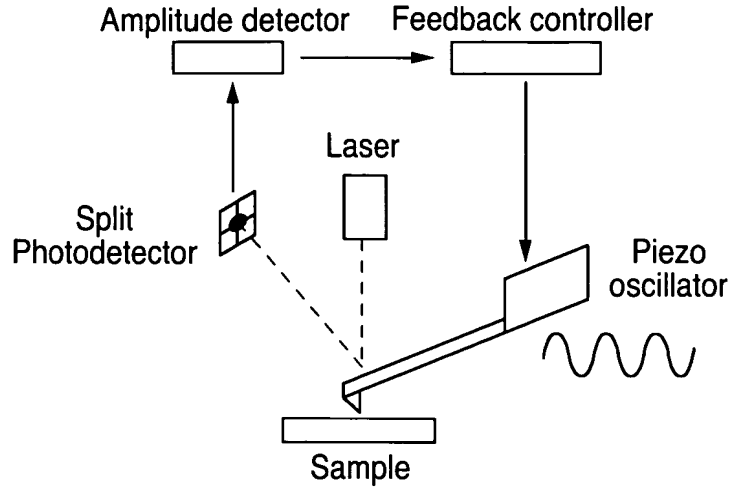 Amplitude detector
Feedback controller
Laser
Split
Photodetector
Piezo
oscillator
Sample